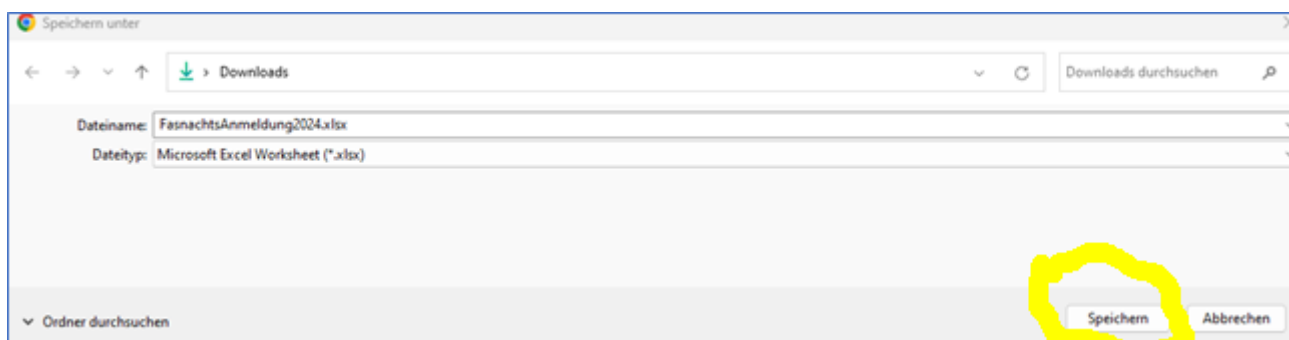 Speichern unter
Downloads
Downloads durchsuchen
Dateiname: FasnachtsAnmeldung2024.xlsx
Dateityp: Microsoft Excel Worksheet (*.xlsx)
Ordner durchsuchen
Speichern
Abbrechen